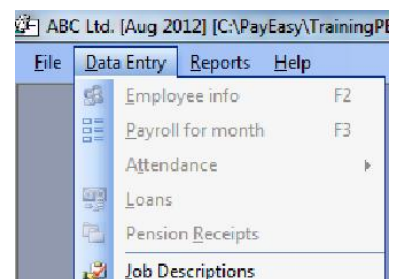 ABC Ltd. [Aug 2012] [C:\PayEasy\TrainingPE
File Data Entry Reports Help
Employee info F2
Payroll for month F3
Attendance
Loans
Pension Receipts
Job Descriptions